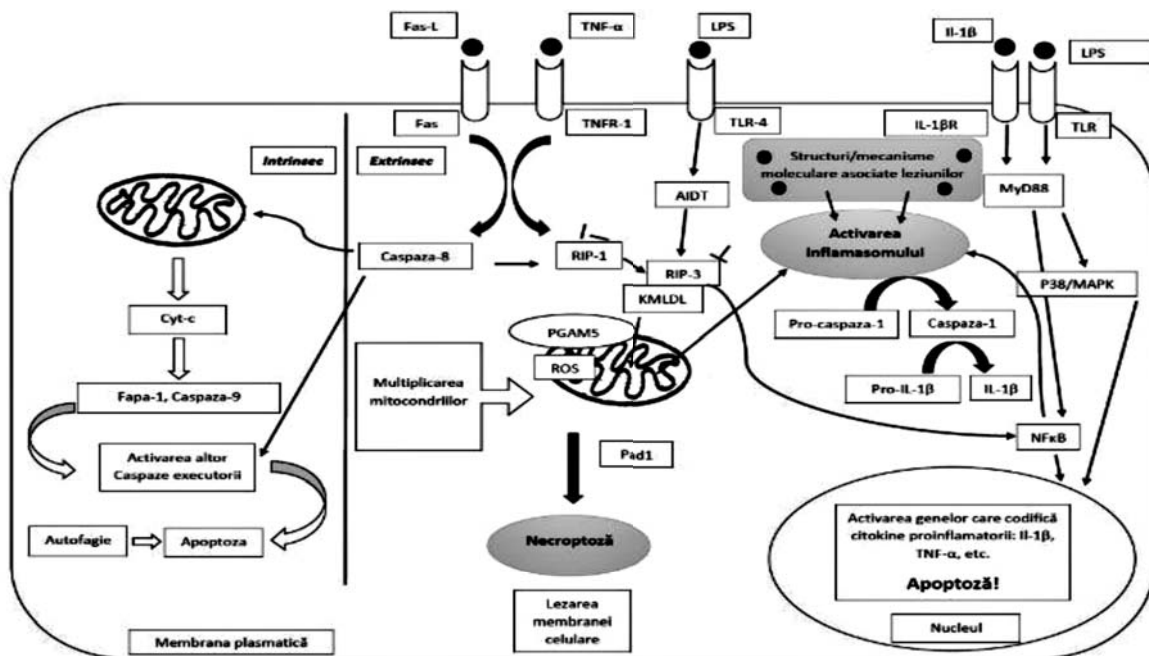 Fas-L
TNF-α
LPS
Il-1β
LPS
Fas
TNFR-1
TLR-4
IL-1βR
TLR
Intrinsec
Extrinsec
Structuri/mecanisme
moleculare asociate leziunilor
AIDT
MyD88
Activarea
inflamasomului
Caspaza-8
RIP-1
RIP-3
KMLDL
P38/MAPK
Cyt-c
PGAM5
ROS
Pro-caspaza-1
Caspaza-1
Multiplicarea
mitocondriilor
Pro-IL-1β
IL-1β
Fapa-1, Caspaza-9
NFκB
Activarea altor
Caspaze executorii
Autofagie
Apoptoza
Necroptoză
Activarea genelor care codifică
citokine proinflamatorii: Il-1β,
TNF-α, etc.
Apoptoză!
Lezarea
membranei
celulare
Nucleul
Membrana plasmatică